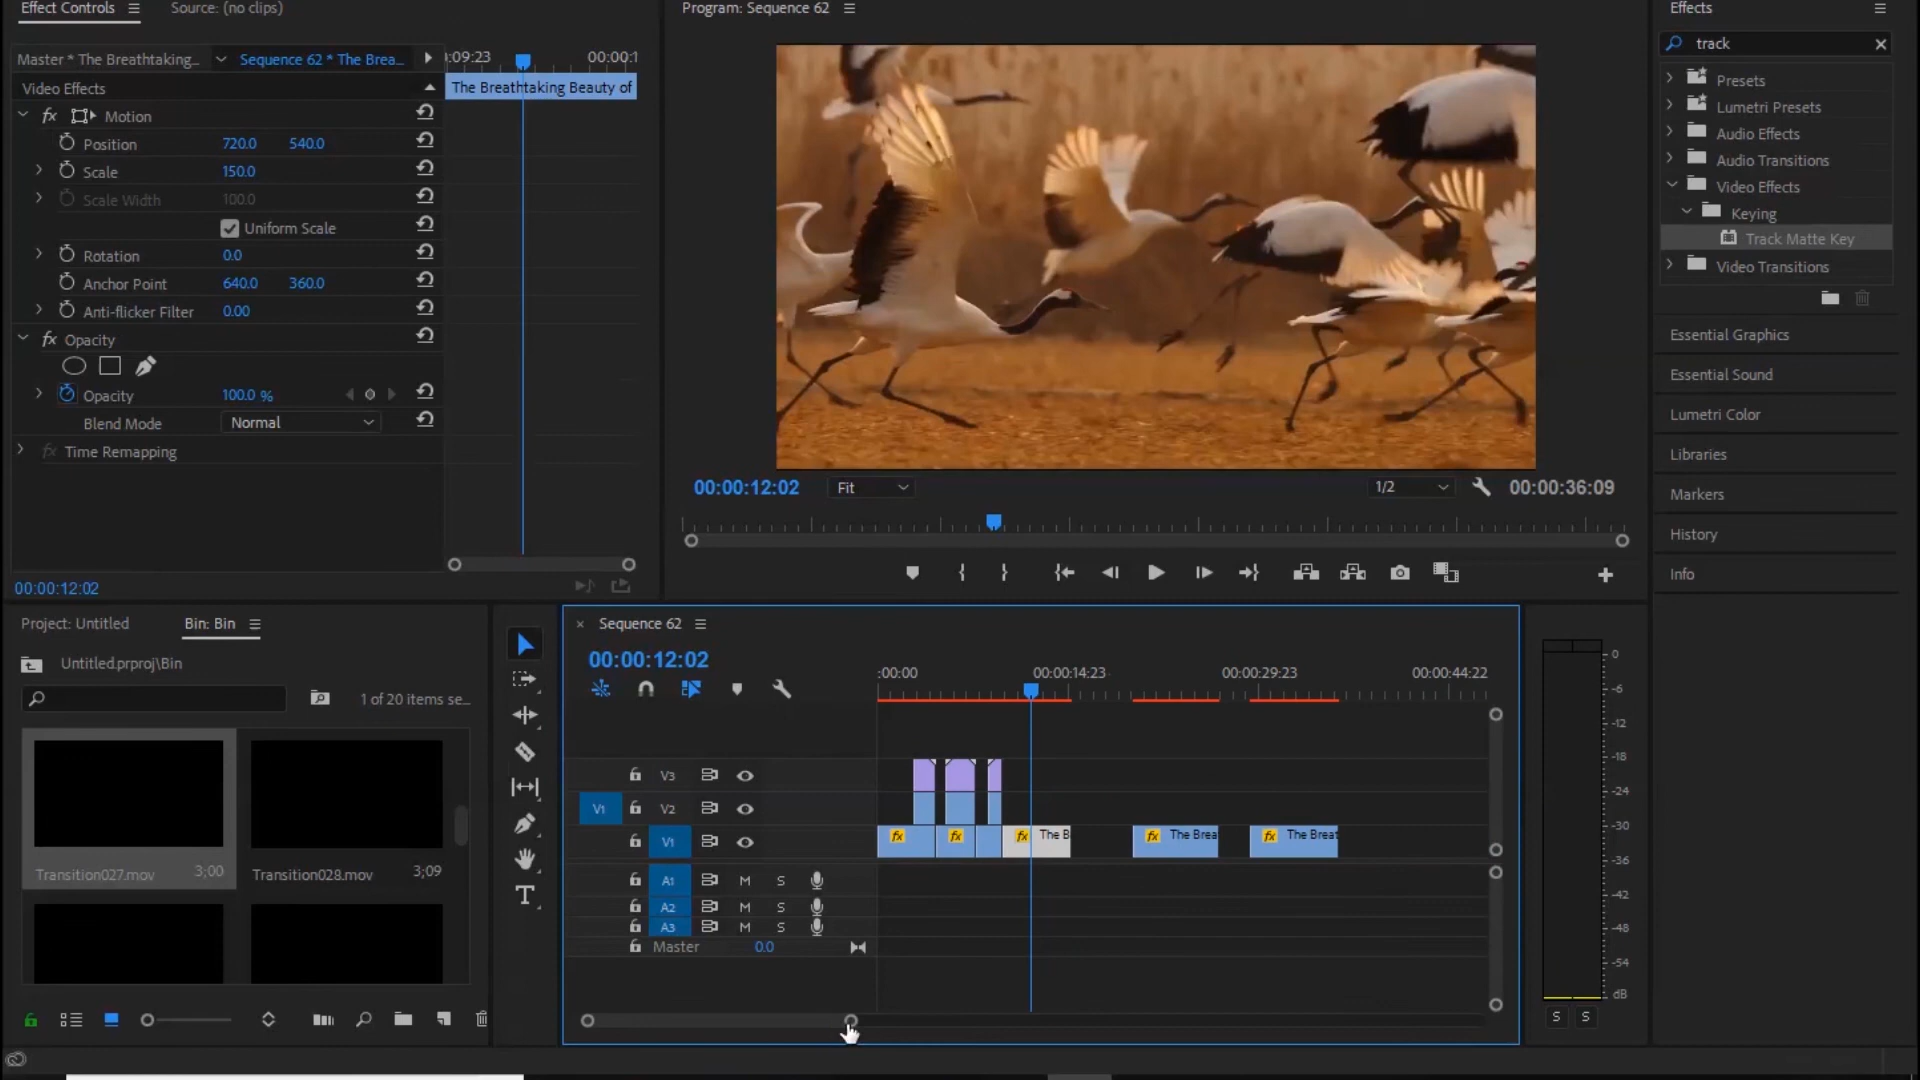 Effect Controls
Source: (no clips)
Program: Sequence 62
Effects
Master * The Breathtaking...
Sequence 62 * The Brea...
:09:23
00:00:1
track
Video Effects
The Breathtaking Beauty of
Presets
fx Motion
Lumetri Presets
Position 720.0 540.0
Audio Effects
Scale 150.0
Audio Transitions
Scale Width 100.0
Video Effects
Uniform Scale
Keying
Rotation 0.0
Track Matte Key
Anchor Point 640.0 360.0
Video Transitions
Anti-flicker Filter 0.00
fx Opacity
Essential Graphics
Essential Sound
Opacity 100.0 %
Blend Mode Normal
Lumetri Color
fx Time Remapping
Libraries
00:00:12:02
Fit
1/2
00:00:36:09
Markers
History
Info
00:00:12:02
Project: Untitled
Bin: Bin
Sequence 62
Untitled.prproj\Bin
00:00:12:02
:00:00
00:00:14:23
00:00:29:23
00:00:44:22
1 of 20 items se...
V3
V1 V2
V1
fx
fx
fx The B
fx The Brea
fx The Breat
Transition027.mov 3;00
Transition028.mov 3;09
A1 M S
A2 M S
A3 M S
Master 0.0
T
0
-6
-12
-18
-24
-30
-36
-42
-48
-54
dB
S S